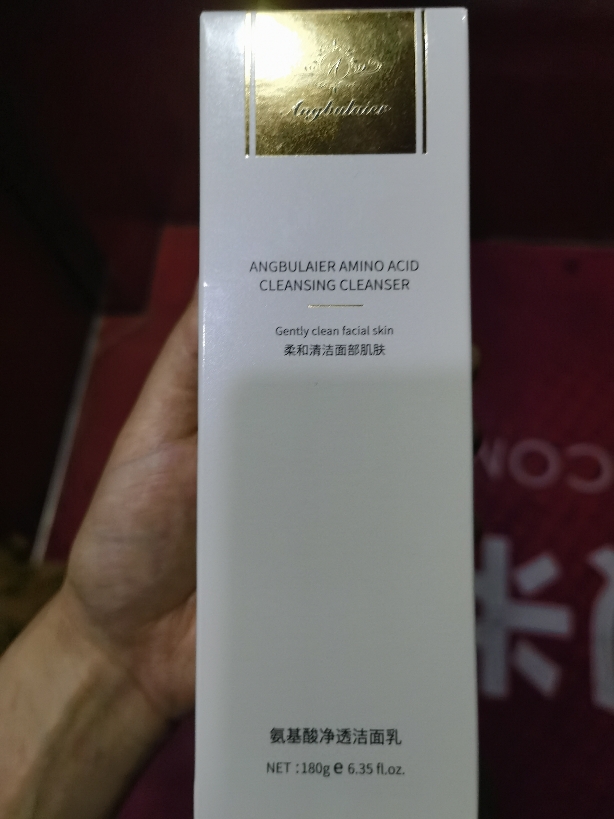 Angbulaier
ANGBULAIER AMINO ACID
CLEANSING CLEANSER
Gently clean facial skin
柔和清洁面部肌肤
COM
氨基酸净透洁面乳
NET :180g e 6.35 fl.oz.